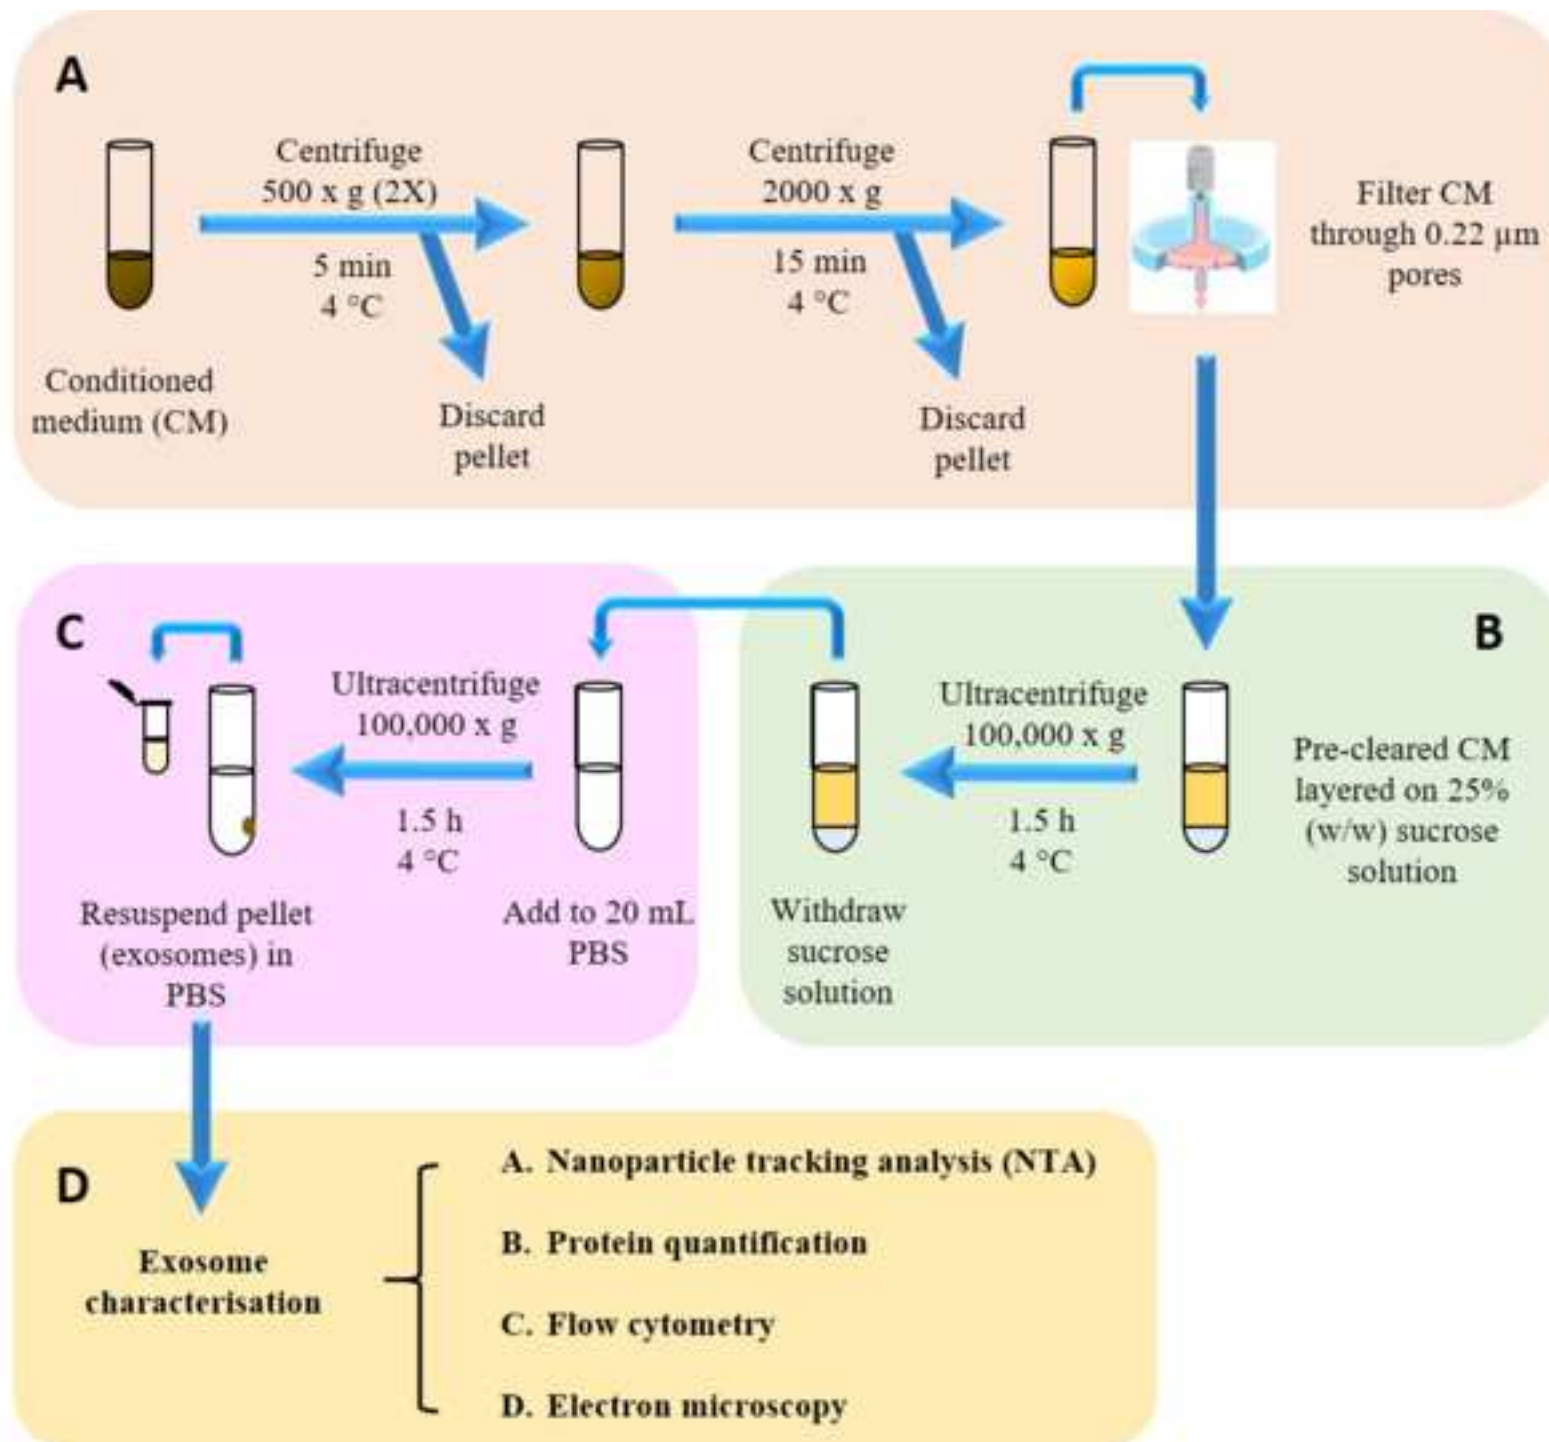 A
Centrifuge
500 x g (2X)
5 min
4 °C
Conditioned
medium (CM)
Discard
pellet
Centrifuge
2000 x g
15 min
4 °C
Discard
pellet
Filter CM
through 0.22 µm
pores
B
Pre-cleared CM
layered on 25%
(w/w) sucrose
solution
Ultracentrifuge
100,000 x g
1.5 h
4 °C
Withdraw
sucrose
solution
C
Add to 20 mL
PBS
Ultracentrifuge
100,000 x g
1.5 h
4 °C
Resuspend pellet
(exosomes) in
PBS
D
Exosome
characterisation
A. Nanoparticle tracking analysis (NTA)
B. Protein quantification
C. Flow cytometry
D. Electron microscopy